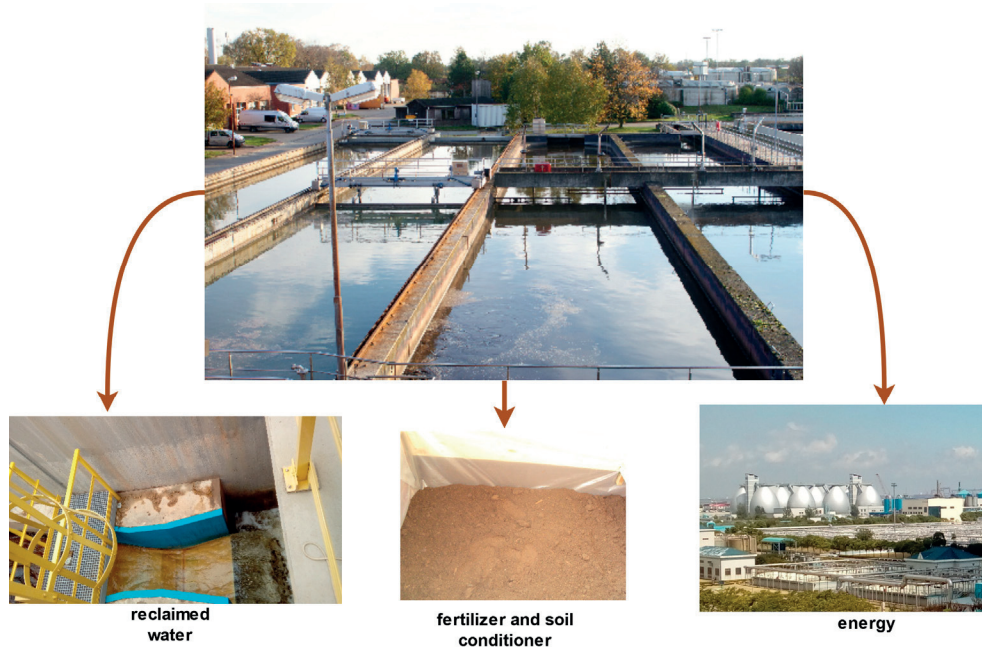 reclaimed
water
fertilizer and soil
conditioner
energy